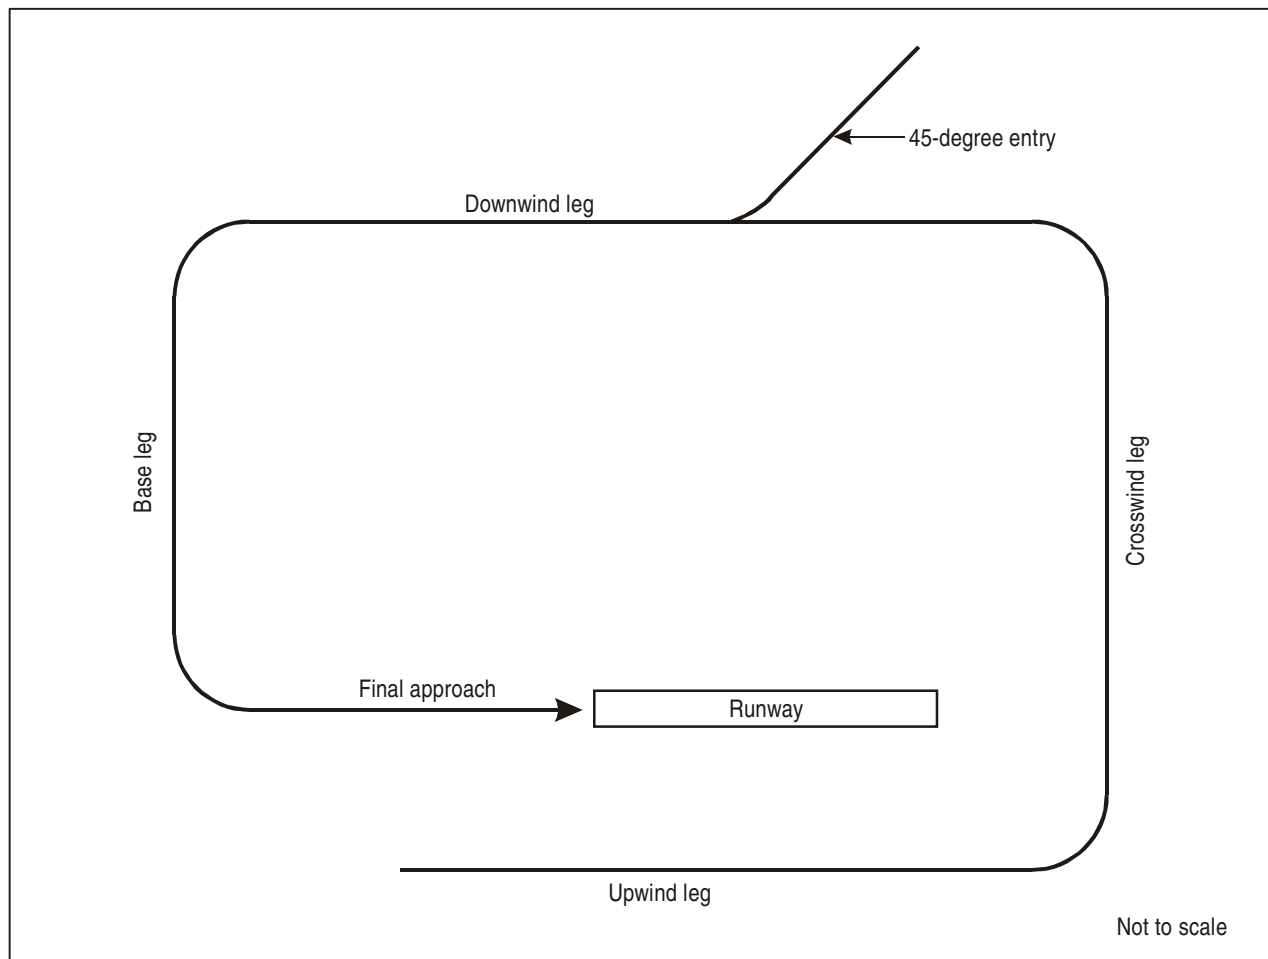 45-degree entry
Downwind leg
Base leg
Crosswind leg
Final approach
Runway
Upwind leg
Not to scale